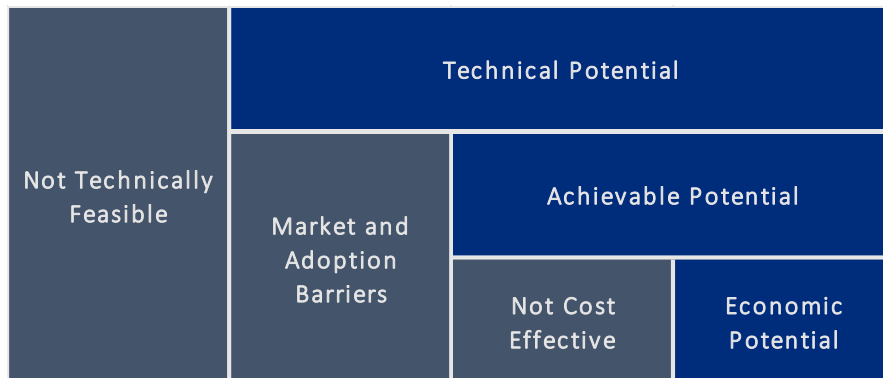 Technical Potential
Not Technically
Feasible
Market and
Adoption
Barriers
Achievable Potential
Not Cost
Effective
Economic
Potential